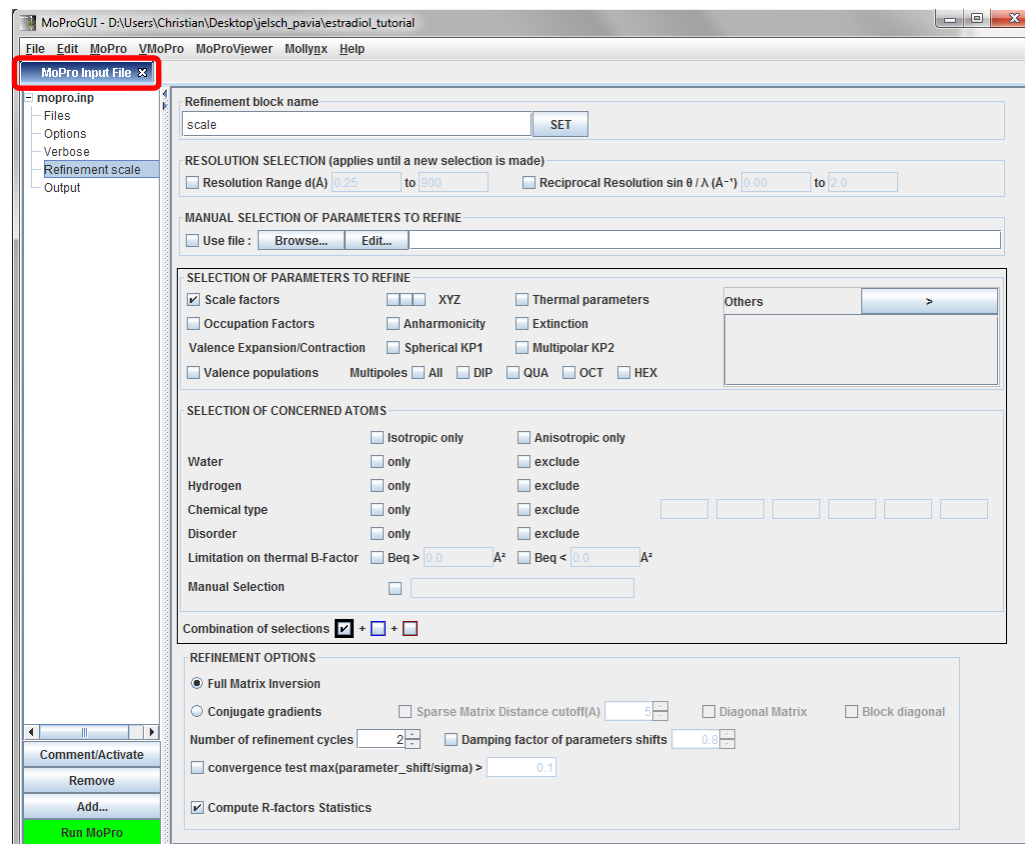 MoProGUI - D:\Users\Christian\Desktop\jelsch_pavia\estradiol_tutorial
File Edit MoPro VMoPro MoProViewer Mollynx Help
MoPro Input File
mopro.inp
Files
Options
Verbose
Refinement scale
Output
Comment/Activate
Remove
Add...
Run MoPro
Refinement block name
scale SET
RESOLUTION SELECTION (applies until a new selection is made)
Resolution Range d(Å) 0.25 to 900 Reciprocal Resolution sin θ / λ (Å⁻¹) 0.00 to 2.0
MANUAL SELECTION OF PARAMETERS TO REFINE
Use file : Browse... Edit...
SELECTION OF PARAMETERS TO REFINE
Scale factors XYZ Thermal parameters Others >
Occupation Factors Anharmonicity Extinction
Valence Expansion/Contraction Spherical KP1 Multipolar KP2
Valence populations Multipoles All DIP QUA OCT HEX
SELECTION OF CONCERNED ATOMS
Isotropic only Anisotropic only
Water only exclude
Hydrogen only exclude
Chemical type only exclude
Disorder only exclude
Limitation on thermal B-Factor Beq > 0.0 Å² Beq < 0.0 Å²
Manual Selection
Combination of selections + +
REFINEMENT OPTIONS
Full Matrix Inversion
Conjugate gradients Sparse Matrix Distance cutoff(A) 5 Diagonal Matrix Block diagonal
Number of refinement cycles 2 Damping factor of parameters shifts 0.8
convergence test max(parameter_shift/sigma) > 0.1
Compute R-factors Statistics